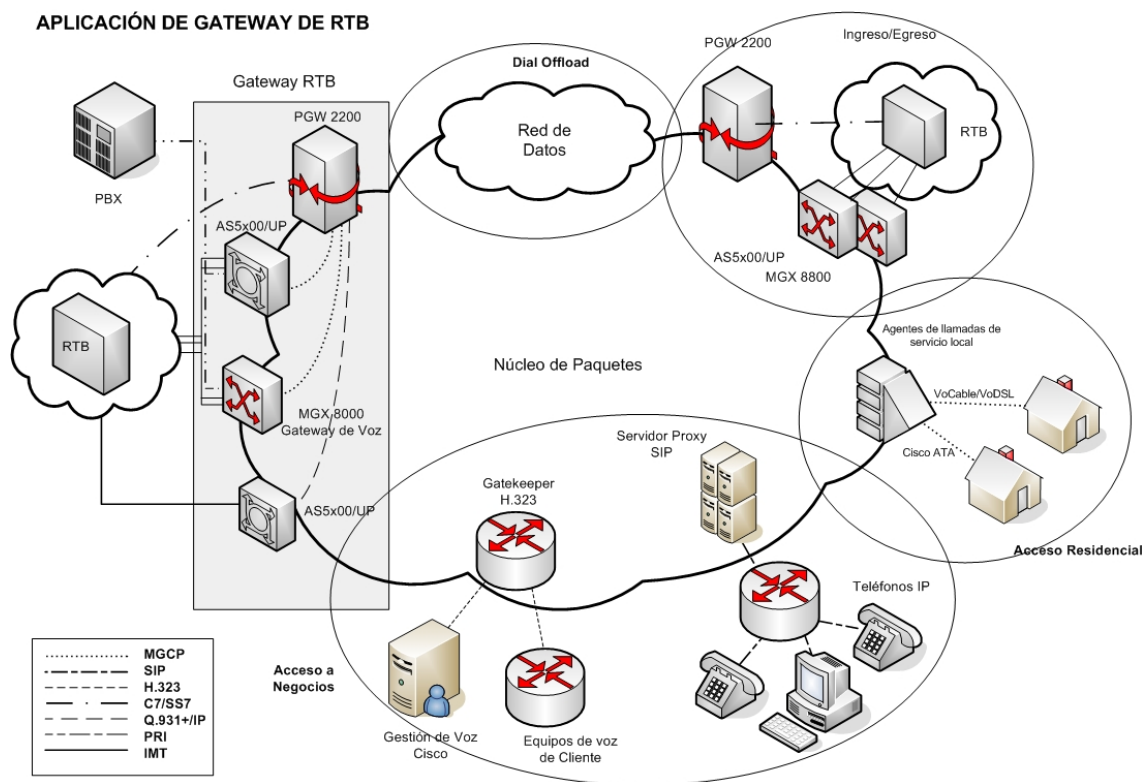 APLICACIÓN DE GATEWAY DE RTB
PGW 2200
Ingreso/Egreso
Dial Offload
Gateway RTB
PGW 2200
Red de
Datos
RTB
PBX
AS5x00/UP
AS5x00/UP
MGX 8800
RTB
Agentes de llamadas de
servicio local
Núcleo de Paquetes
MGX 8000
Gateway de Voz
VoCable/VoDSL
Servidor Proxy
SIP
Cisco ATA
Gatekeeper
H.323
AS5x00/UP
Acceso Residencial
Teléfonos IP
MGCP
SIP
H.323
C7/SS7
Q.931+/IP
PRI
IMT
Acceso a
Negocios
Gestión de Voz
Cisco
Equipos de voz
de Cliente